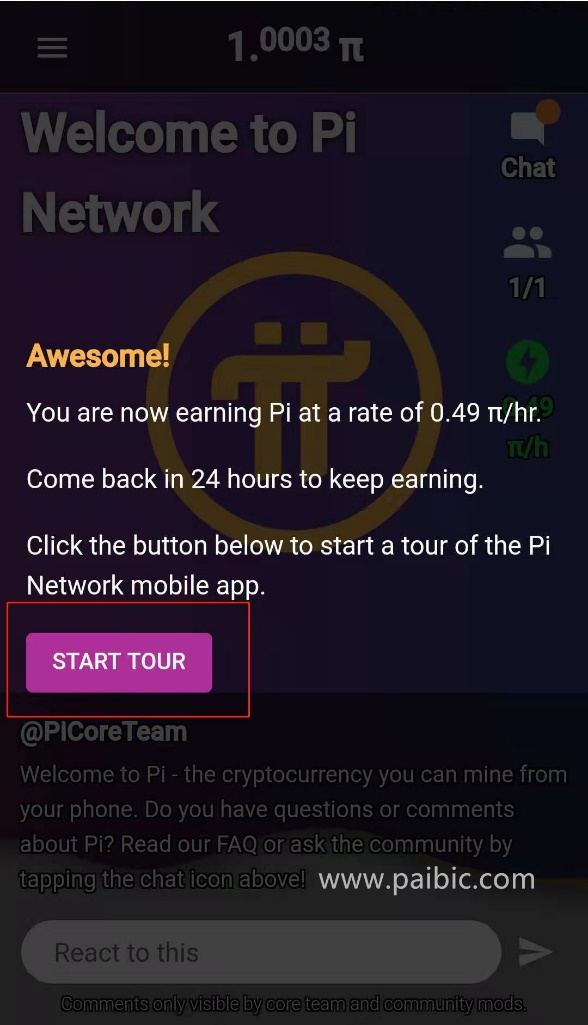 1.0003 π
Welcome to Pi
Network
Chat
1/1
Awesome!
0.49
You are now earning Pi at a rate of 0.49 π/hr.
π/h
Come back in 24 hours to keep earning.
Click the button below to start a tour of the Pi
Network mobile app.
START TOUR
@PiCoreTeam
Welcome to Pi - the cryptocurrency you can mine from
your phone. Do you have questions or comments
about Pi? Read our FAQ or ask the community by
tapping the chat icon above!
www.paibic.com
React to this
Comments only visible by core team and community mods.